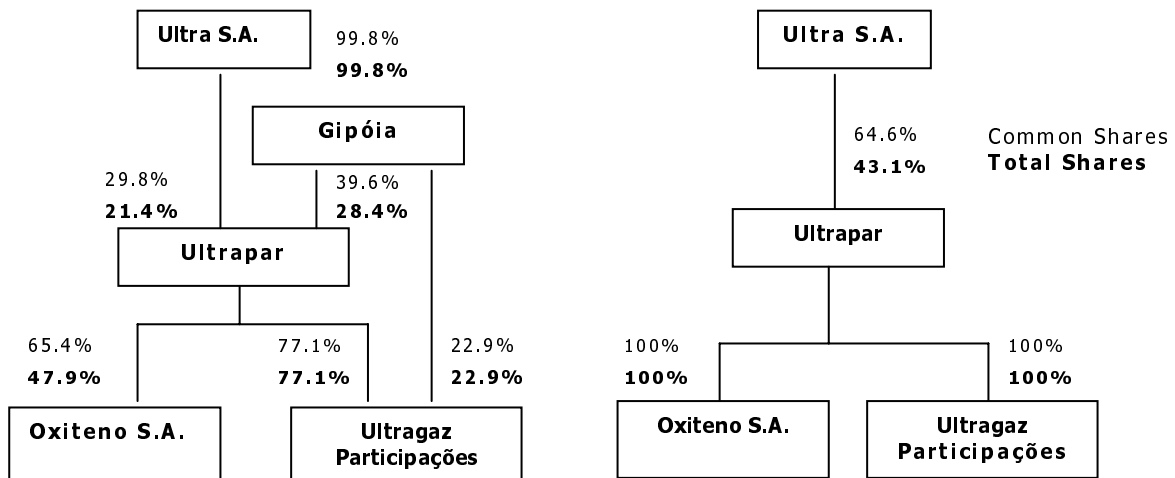 Ultra S.A.
99.8%
99.8%
Gipóia
29.8%
21.4%
39.6%
28.4%
Ultrapar
65.4%
47.9%
77.1%
77.1%
22.9%
22.9%
Oxiteno S.A.
Ultragaz
Participações
Ultra S.A.
64.6%
43.1%
Common Shares
Total Shares
Ultrapar
100%
100%
100%
100%
Oxiteno S.A.
Ultragaz
Participações